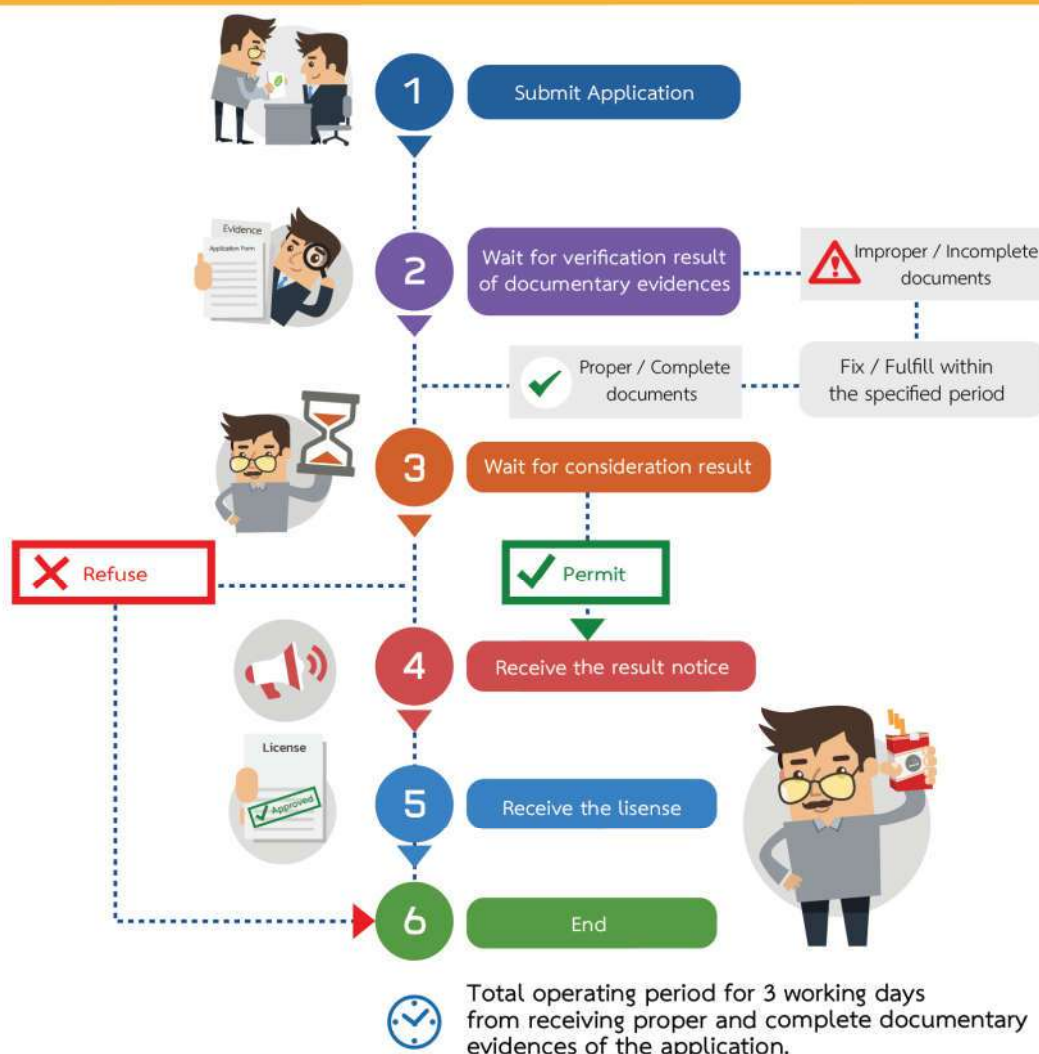 1
Submit Application
Evidence
Application Form
2
Wait for verification result
of documentary evidences
Improper / Incomplete
documents
Proper / Complete
documents
Fix / Fulfill within
the specified period
3
Wait for consideration result
Refuse
Permit
4
Receive the result notice
License
Approved
5
Receive the lisense
6
End
Total operating period for 3 working days
from receiving proper and complete documentary
evidences of the application.